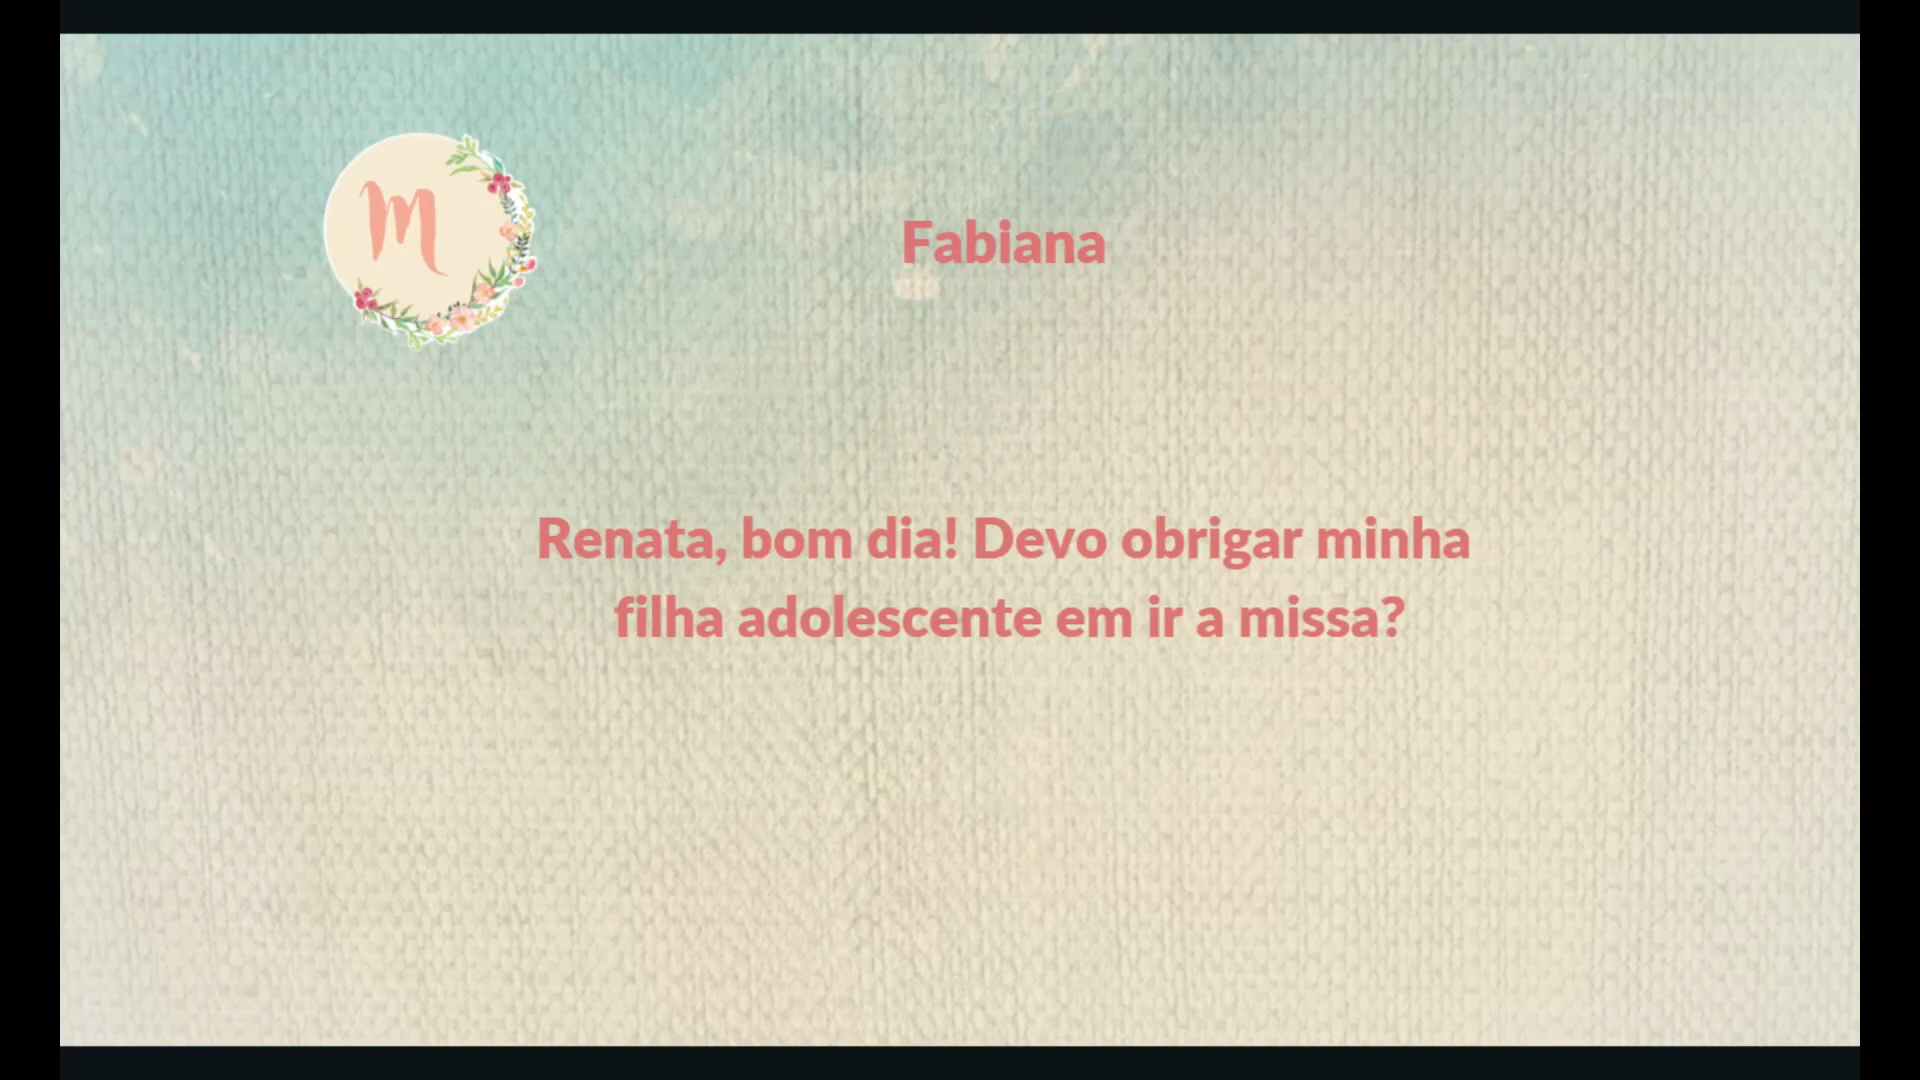 M
Fabiana
Renata, bom dia! Devo obrigar minha
filha adolescente em ir a missa?